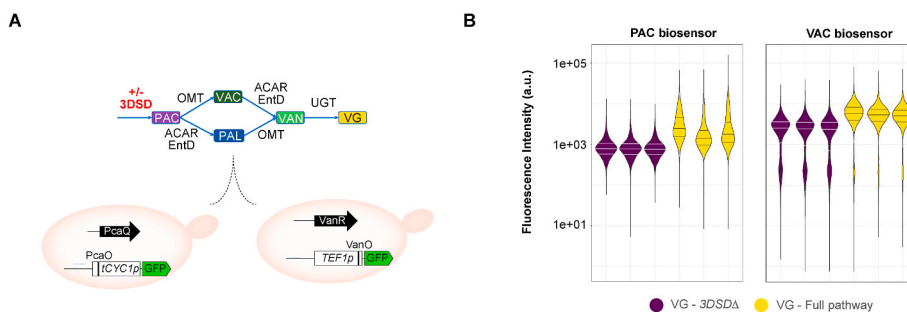 A
+/-
3DSD
PAC
OMT
VAC
ACAR
EntD
VAN
UGT
VG
ACAR
EntD
PAL
OMT
PcaQ
PcaO
tCYC1p
GFP
VanR
VanO
TEF1p
GFP
B
PAC biosensor
VAC biosensor
Fluorescence Intensity (a.u.)
1e+05
1e+03
1e+01
VG - 3DSDΔ
VG - Full pathway